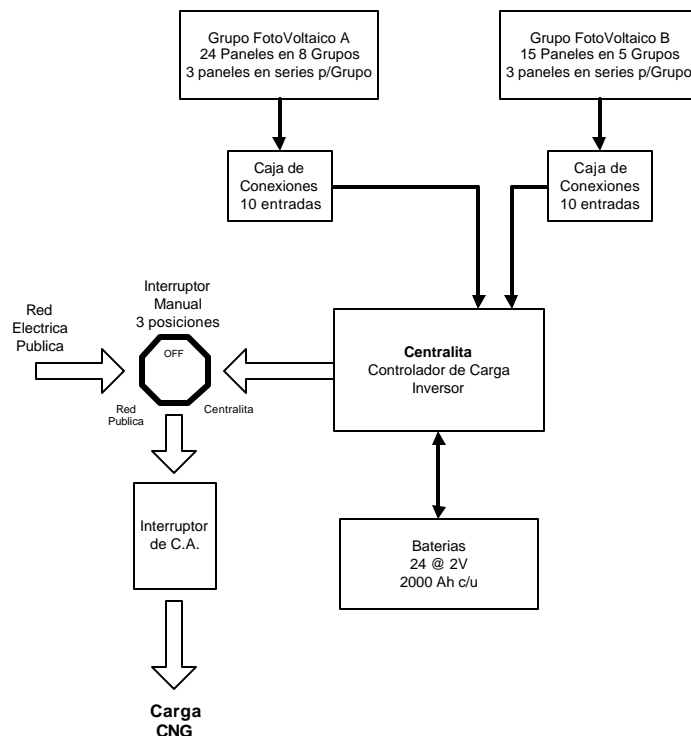 Grupo FotoVoltaico A
24 Paneles en 8 Grupos
3 paneles en series p/Grupo
Grupo FotoVoltaico B
15 Paneles en 5 Grupos
3 paneles en series p/Grupo
Caja de
Conexiones
10 entradas
Caja de
Conexiones
10 entradas
Interruptor
Manual
3 posiciones
Red
Electrica
Publica
OFF
Red
Publica
Centralita
Centralita
Controlador de Carga
Inversor
Interruptor
de C.A.
Baterias
24 @ 2V
2000 Ah c/u
Carga
CNG